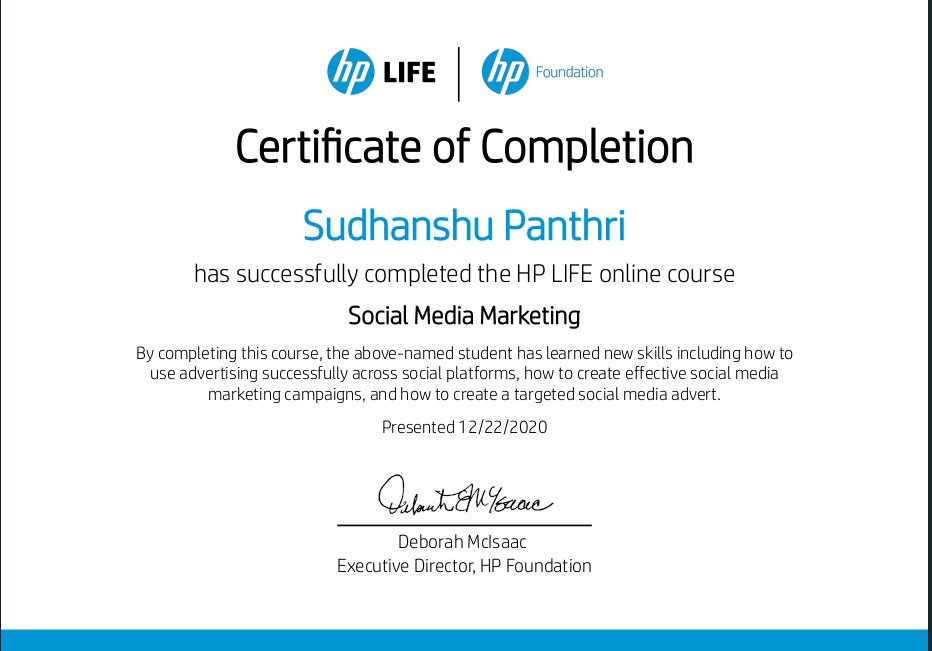 hp LIFE | hp Foundation
Certificate of Completion
Sudhanshu Panthri
has successfully completed the HP LIFE online course
Social Media Marketing
By completing this course, the above-named student has learned new skills including how to
use advertising successfully across social platforms, how to create effective social media
marketing campaigns, and how to create a targeted social media advert.
Presented 12/22/2020
Deborah McIsaac
Executive Director, HP Foundation